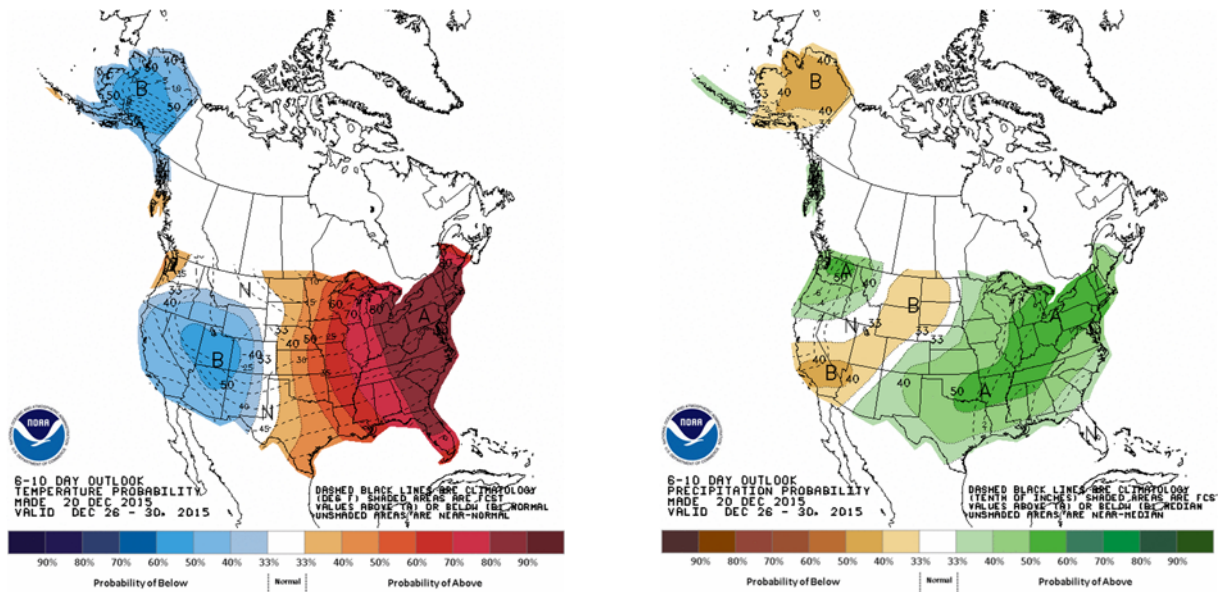 6-10 DAY OUTLOOK
TEMPERATURE PROBABILITY
MADE 20 DEC 2015
VALID DEC 26 - 30, 2015
DASHED BLACK LINES ARE CLIMATOLOGY
(DEG F) SHADED AREAS ARE FCST
VALUES ABOVE (A) OR BELOW (B) NORMAL
UNSHADED AREAS ARE NEAR-NORMAL
NOAA
B
N
B
N
A
90% 80% 70% 60% 50% 40% 33% 33% 40% 50% 60% 70% 80% 90%
Probability of Below
Normal
Probability of Above
6-10 DAY OUTLOOK
PRECIPITATION PROBABILITY
MADE 20 DEC 2015
VALID DEC 26 - 30, 2015
DASHED BLACK LINES ARE CLIMATOLOGY
(TENTH OF INCHES) SHADED AREAS ARE FCST
VALUES ABOVE (A) OR BELOW (B) MEDIAN
UNSHADED AREAS ARE NEAR-MEDIAN
NOAA
B
N
A
N
B
B
A
A
N
90% 80% 70% 60% 50% 40% 33% 33% 40% 50% 60% 70% 80% 90%
Probability of Below
Normal
Probability of Above